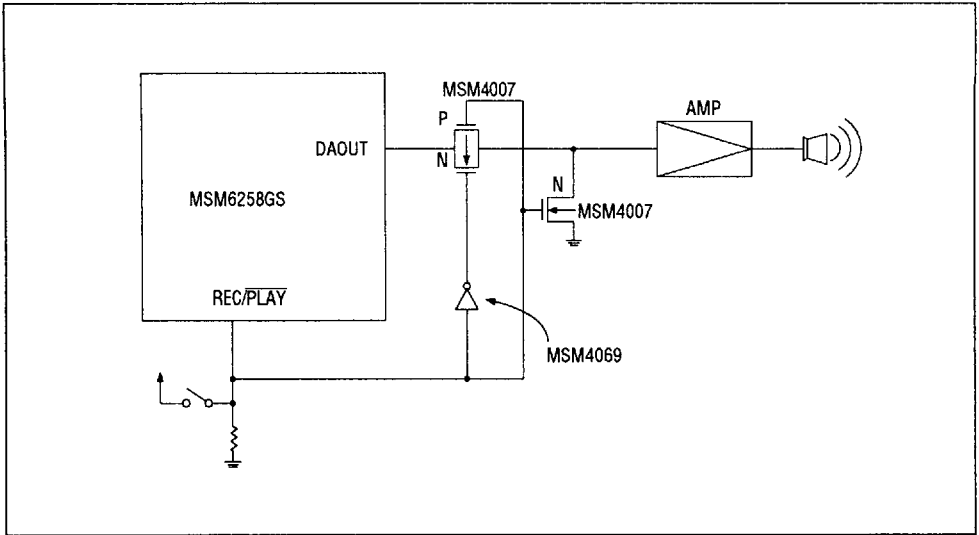 MSM4007
P
AMP
DAOUT
N
MSM6258GS
N
MSM4007
REC/PLAY
MSM4069